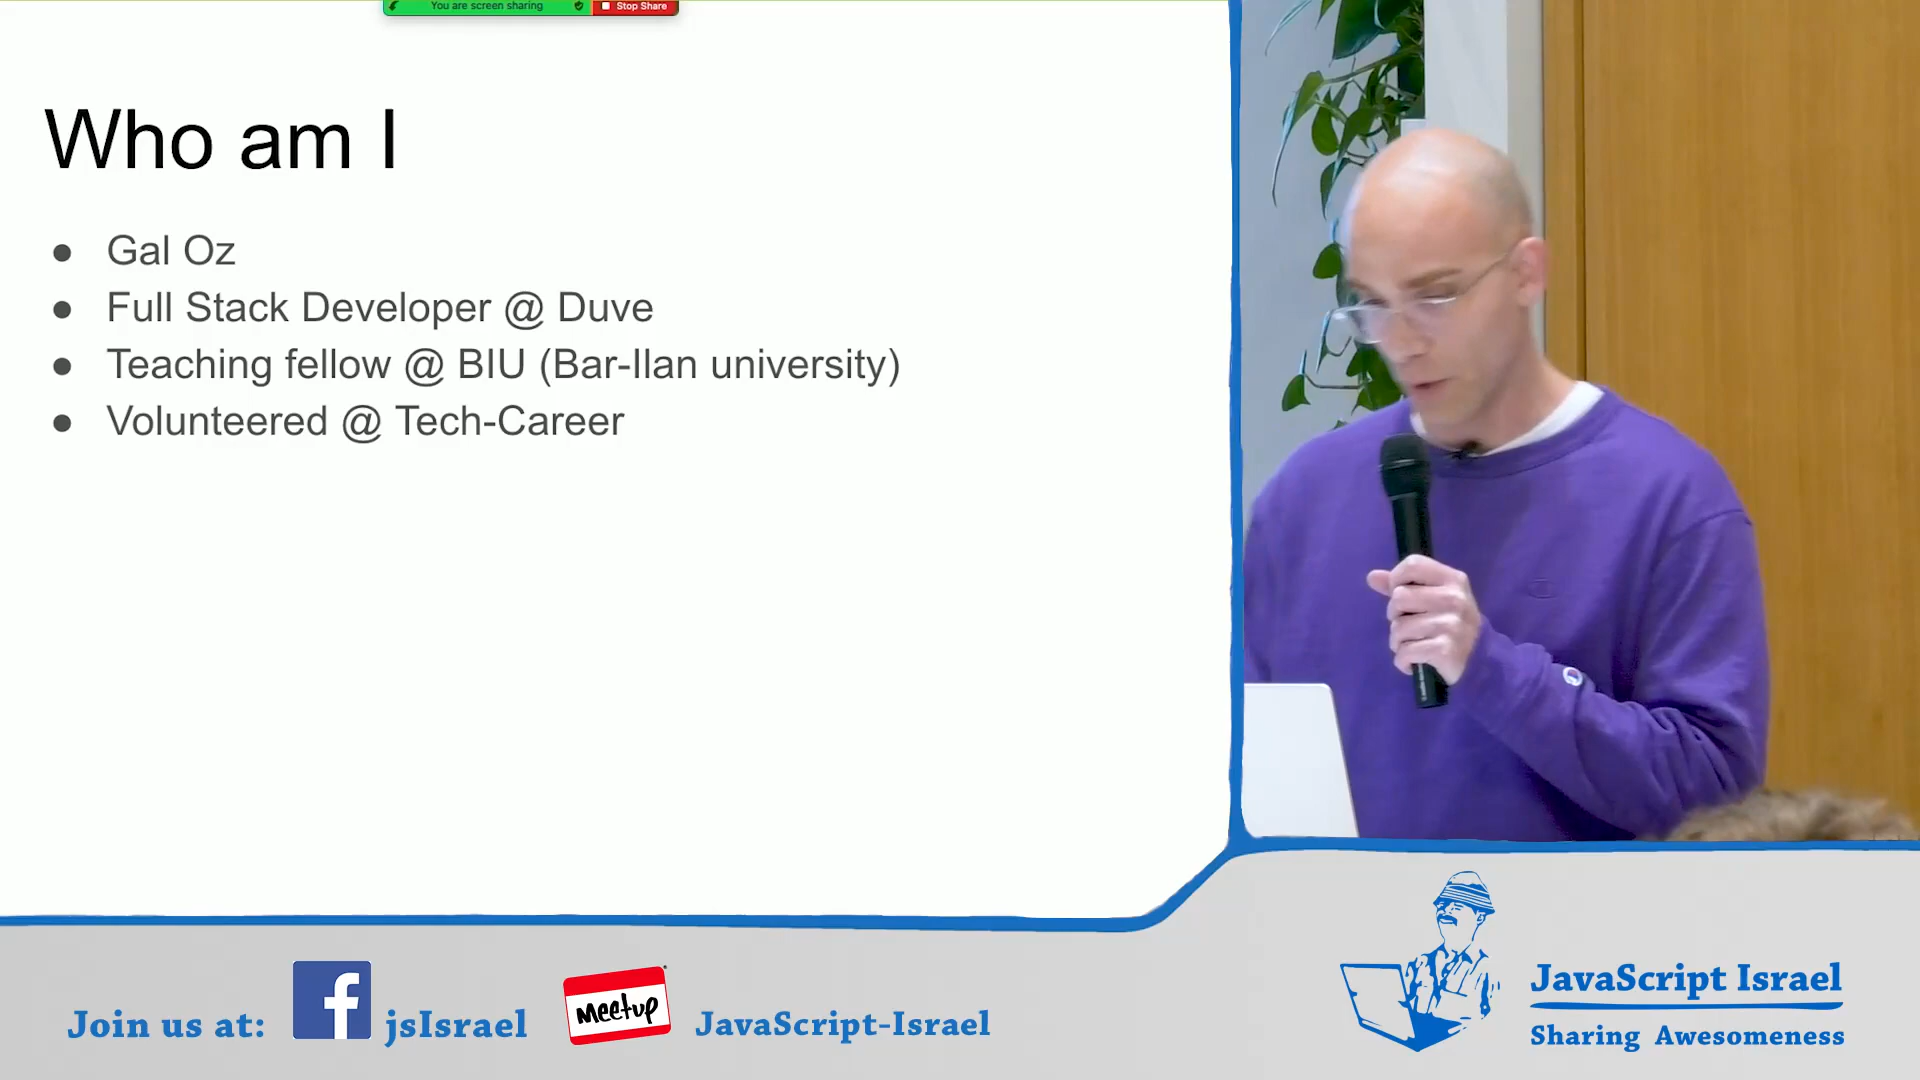 You are screen sharing
Stop Share
Who am I
● Gal Oz
● Full Stack Developer @ Duve
● Teaching fellow @ BIU (Bar-Ilan university)
● Volunteered @ Tech-Career
Join us at:
f
jsIsrael
meetup
JavaScript-Israel
JavaScript Israel
Sharing Awesomeness